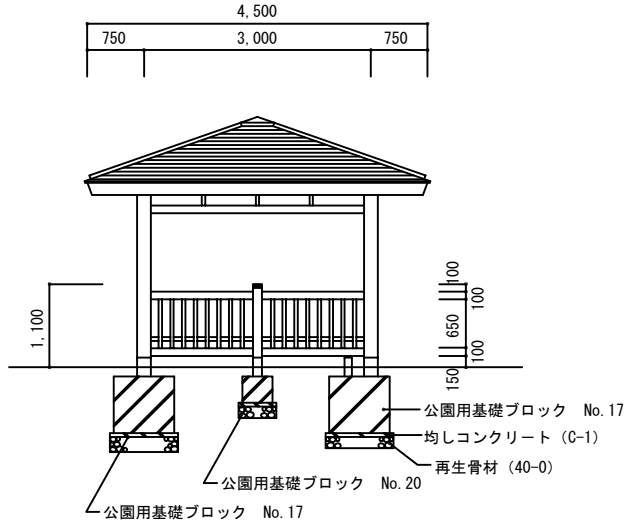 4,500
750
3,000
750
1,100
100
100
650
100
150
公園用基礎ブロック No.17
均しコンクリート (C-1)
再生骨材 (40-0)
公園用基礎ブロック No.20
公園用基礎ブロック No.17